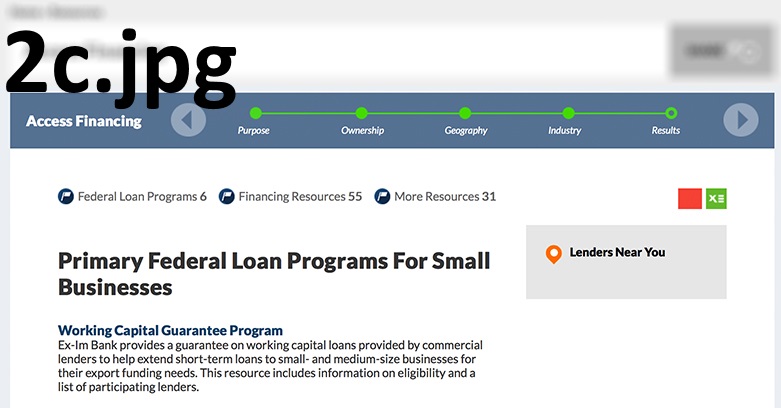 2c.jpg
Access Financing
Purpose
Ownership
Geography
Industry
Results
Federal Loan Programs 6
Financing Resources 55
More Resources 31
X
Primary Federal Loan Programs For Small
Businesses
Lenders Near You
Working Capital Guarantee Program
Ex-Im Bank provides a guarantee on working capital loans provided by commercial
lenders to help extend short-term loans to small- and medium-size businesses for
their export funding needs. This resource includes information on eligibility and a
list of participating lenders.